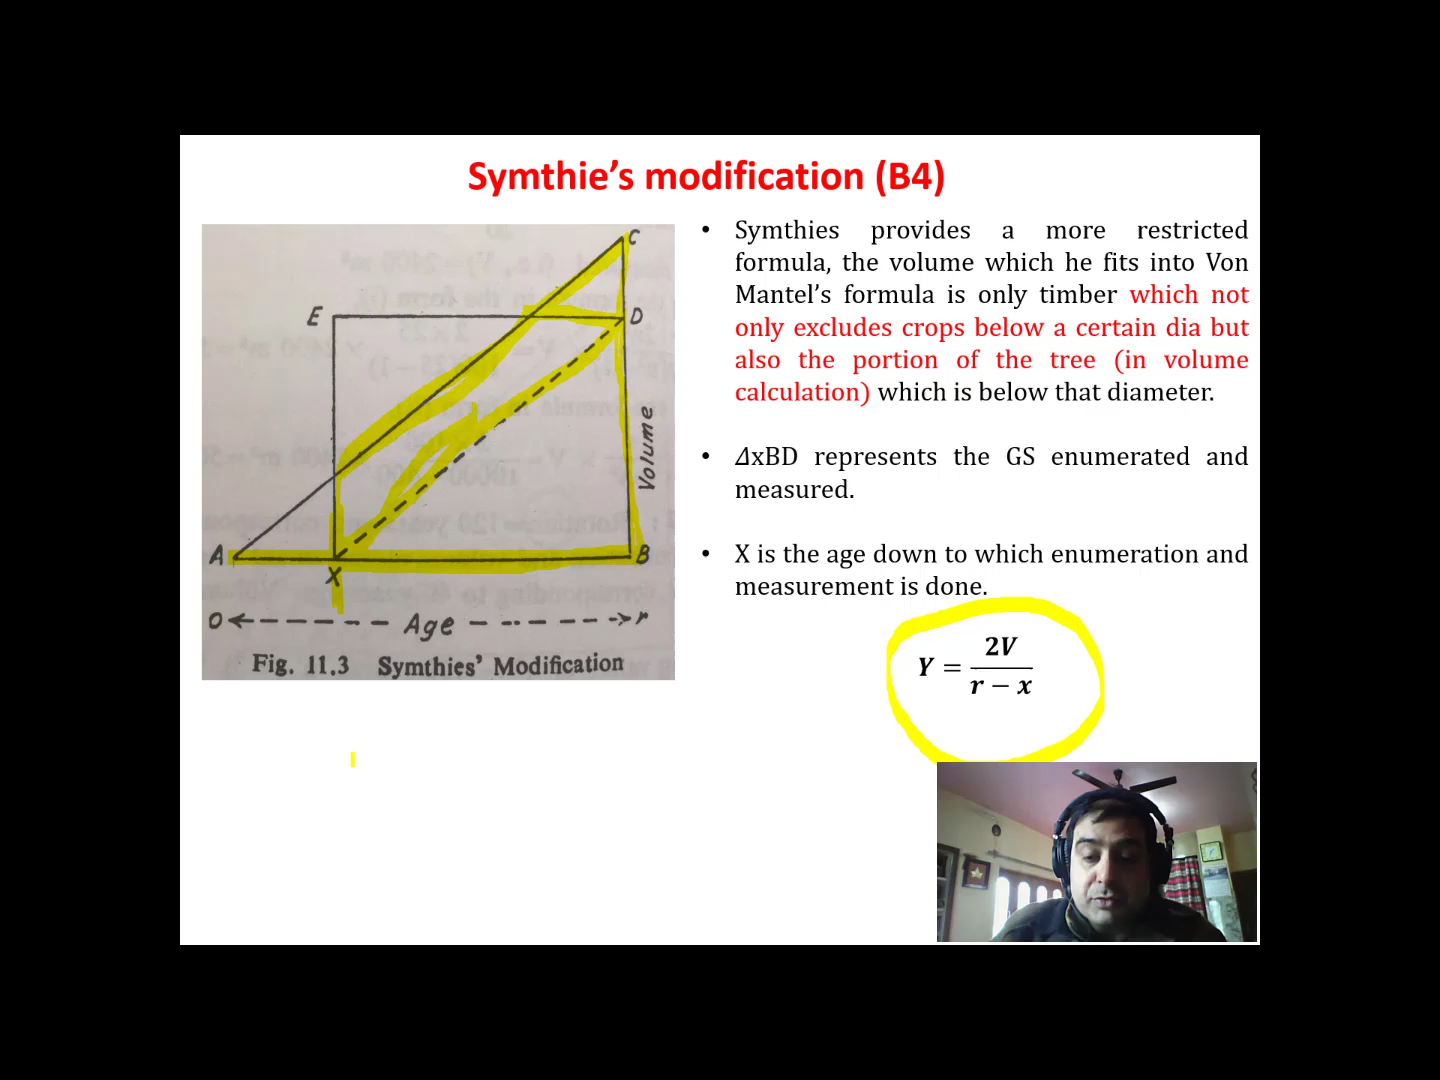 Symthie’s modification (B4)
C
E
D
Volume
A
B
X
O
Age
r
Fig. 11.3 Symthies’ Modification
• Symthies provides a more restricted
formula, the volume which he fits into Von
Mantel’s formula is only timber which not
only excludes crops below a certain dia but
also the portion of the tree (in volume
calculation) which is below that diameter.
• ΔxBD represents the GS enumerated and
measured.
• X is the age down to which enumeration and
measurement is done.
Y = 2V / r − x